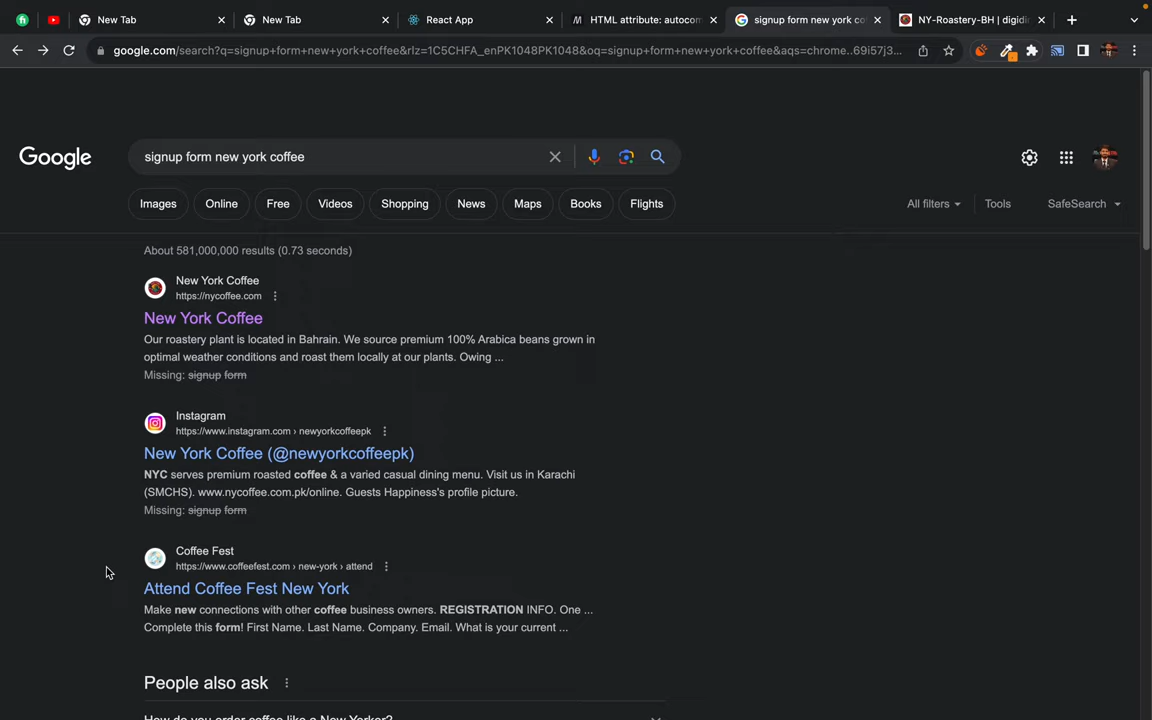 New Tab
New Tab
React App
HTML attribute: autocom
signup form new york co
NY-Roastery-BH | digidin
google.com/search?q=signup+form+new+york+coffee&rlz=1C5CHFA_enPK1048PK1048&oq=signup+form+new+york+coffee&aqs=chrome..69i57j3...
Google
signup form new york coffee
Images
Online
Free
Videos
Shopping
News
Maps
Books
Flights
All filters
Tools
SafeSearch
About 581,000,000 results (0.73 seconds)
New York Coffee
https://nycoffee.com
New York Coffee
Our roastery plant is located in Bahrain. We source premium 100% Arabica beans grown in
optimal weather conditions and roast them locally at our plants. Owing ...
Missing: signup form
Instagram
https://www.instagram.com › newyorkcoffeepk
New York Coffee (@newyorkcoffeepk)
NYC serves premium roasted coffee & a varied casual dining menu. Visit us in Karachi
(SMCHS). www.nycoffee.com.pk/online. Guests Happiness's profile picture.
Missing: signup form
Coffee Fest
https://www.coffeefest.com › new-york › attend
Attend Coffee Fest New York
Make new connections with other coffee business owners. REGISTRATION INFO. One ...
Complete this form! First Name. Last Name. Company. Email. What is your current ...
People also ask
How do you order coffee like a New Yorker?